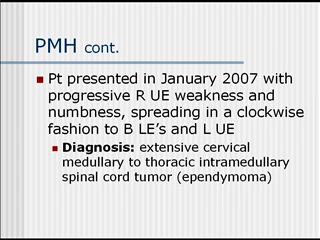 PMH cont.
Pt presented in January 2007 with
progressive R UE weakness and
numbness, spreading in a clockwise
fashion to B LE's and L UE
Diagnosis: extensive cervical
medullary to thoracic intramedullary
spinal cord tumor (ependymoma)